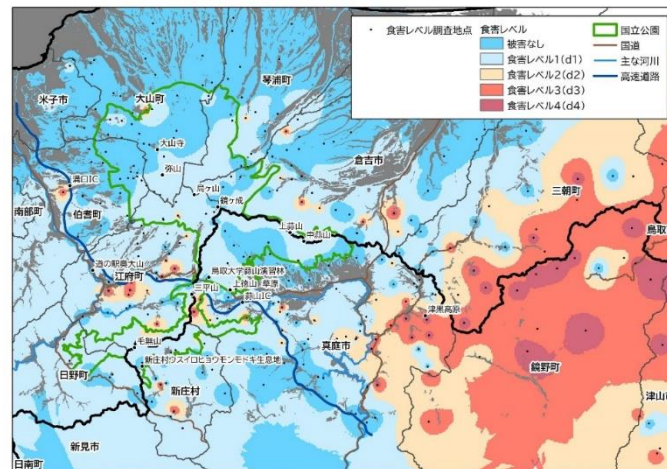 食害レベル調査地点
食害レベル
被害なし
食害レベル1(d1)
食害レベル2(d2)
食害レベル3(d3)
食害レベル4(d4)
国立公園
国道
主な河川
高速道路
琴浦町
米子市
大山町
大山寺
弥山
倉吉市
烏ヶ山
鏡ヶ成
三朝町
溝口IC
南部町
伯耆町
上蒜山
中蒜山
鳥取
道の駅奥大山
江府町
鳥取大学蒜山演習林
三平山
上徳山
草原
蒜山IC
津黒高原
毛無山
真庭市
鏡野町
新庄村ウスイロヒョウモンモドキ生息地
日野町
新庄村
津山市
新見市
日南町